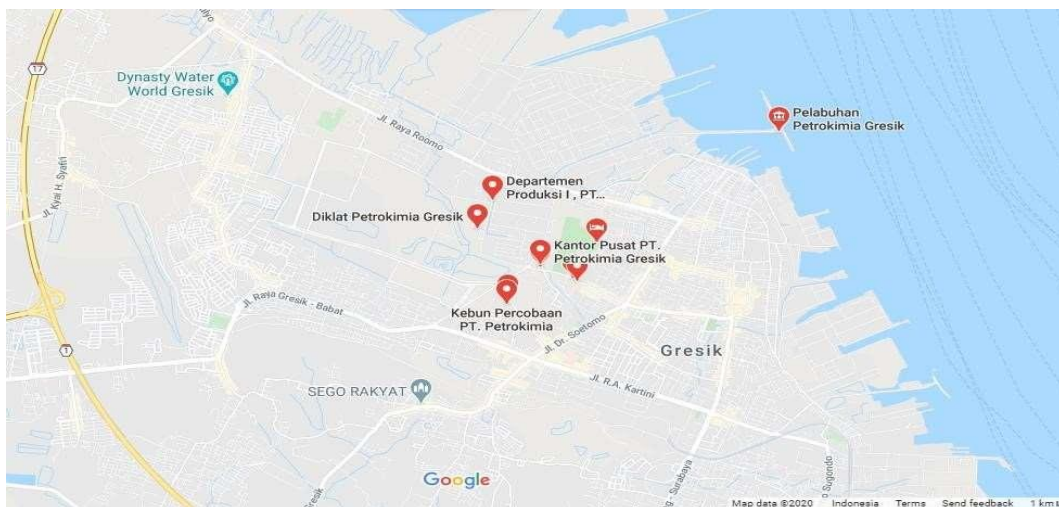 17
Dynasty Water
World Gresik
Jl. Raya Roomo
Pelabuhan
Petrokimia Gresik
Jl. Kyai H. Syafi'i
Departemen
Produksi I , PT...
Diklat Petrokimia Gresik
Kantor Pusat PT.
Petrokimia Gresik
Jl. Raya Gresik - Babat
Kebun Percobaan
PT. Petrokimia
Jl. Dr. Soetomo
1
Gresik
Jl. R.A. Kartini
SEGO RAKYAT
Google
Map data ©2020 Indonesia Terms Send feedback 1 km